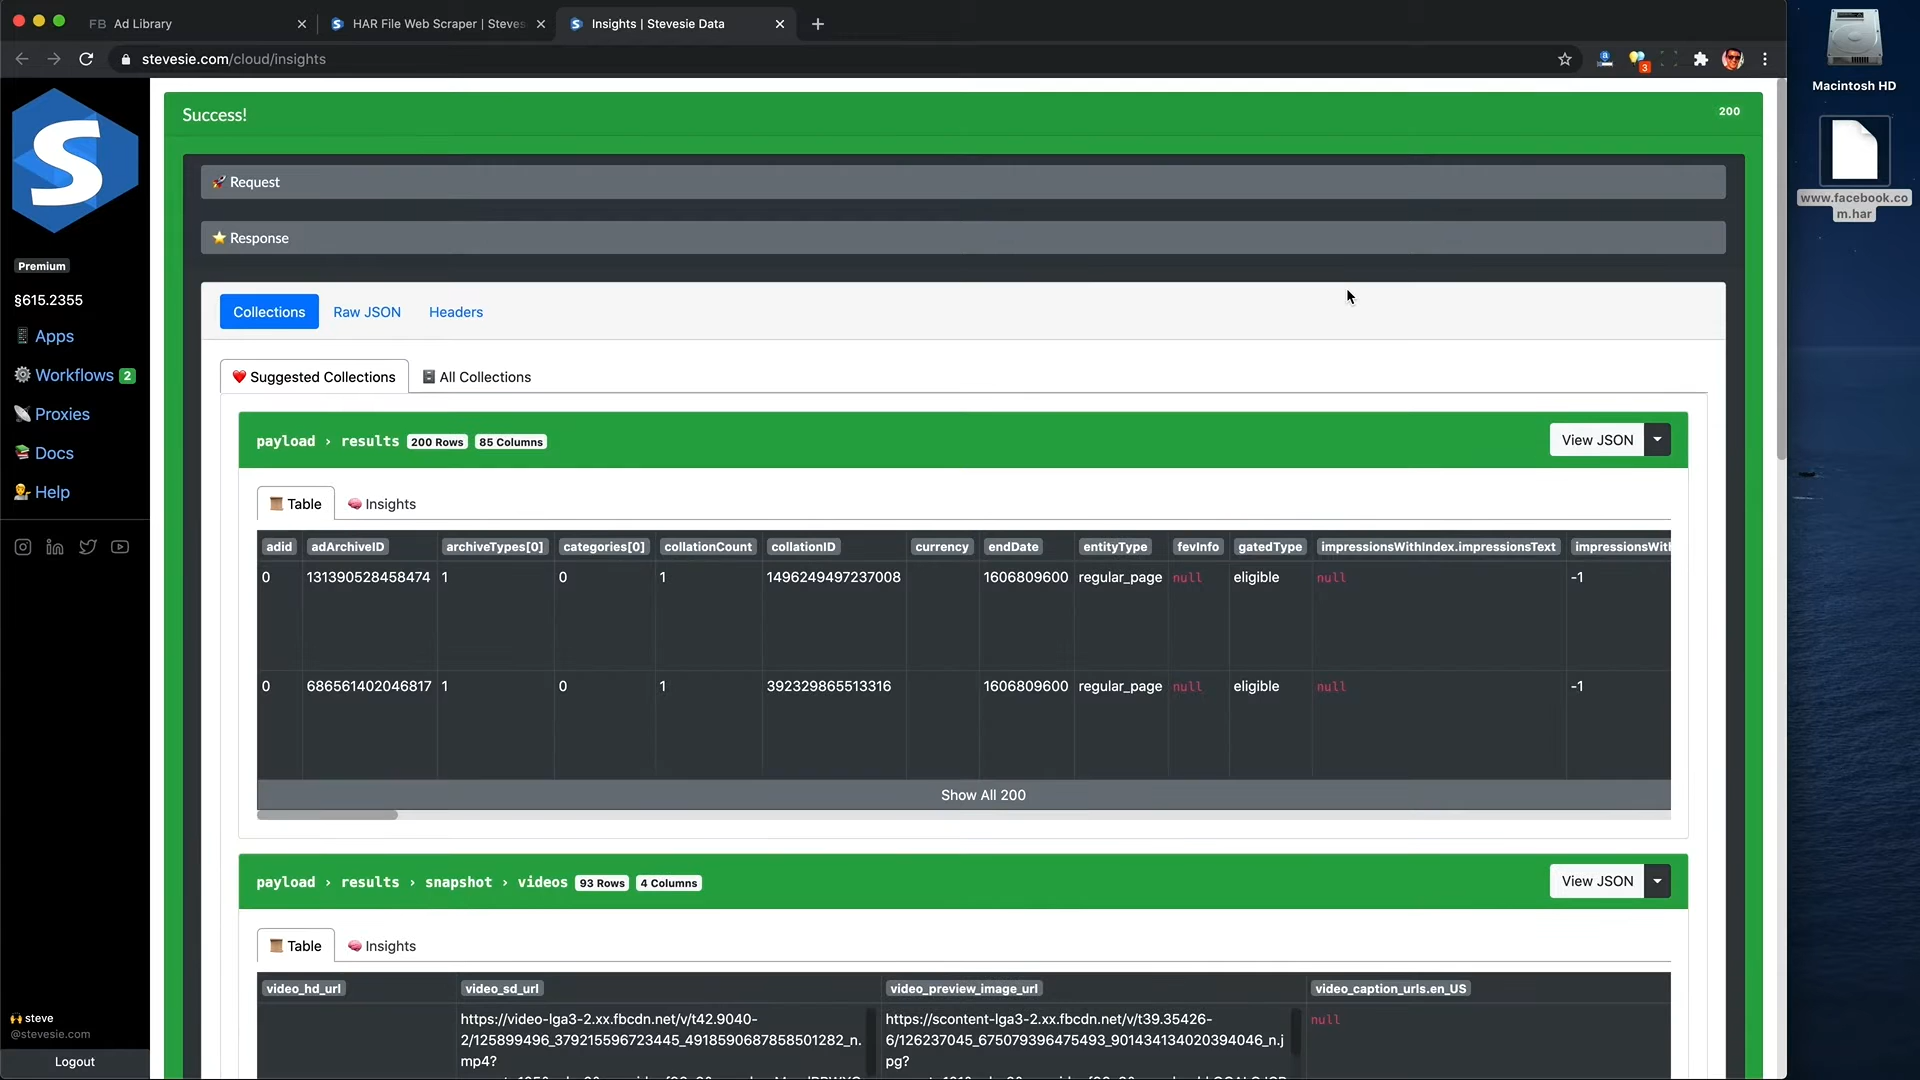 FB Ad Library
HAR File Web Scraper | Steves
Insights | Stevesie Data
stevesie.com/cloud/insights
3
Macintosh HD
www.facebook.co
m.har
S
Premium
§615.2355
Apps
Workflows 2
Proxies
Docs
Help
steve
@stevesie.com
Logout
Success!
200
Request
Response
Collections Raw JSON Headers
Suggested Collections All Collections
payload › results 200 Rows 85 Columns View JSON
Table Insights
adid adArchiveID archiveTypes[0] categories[0] collationCount collationID currency endDate entityType fevInfo gatedType impressionsWithIndex.impressionsText impressionsWith
0 131390528458474 1 0 1 1496249497237008 1606809600 regular_page null eligible null -1
0 686561402046817 1 0 1 392329865513316 1606809600 regular_page null eligible null -1
Show All 200
payload › results › snapshot › videos 93 Rows 4 Columns View JSON
Table Insights
video_hd_url video_sd_url video_preview_image_url video_caption_urls.en_US
https://video-lga3-2.xx.fbcdn.net/v/t42.9040- https://scontent-lga3-2.xx.fbcdn.net/v/t39.35426- null
2/125899496_379215596723445_4918590687858501282_n. 6/126237045_675079396475493_901434134020394046_n.j
mp4? pg?